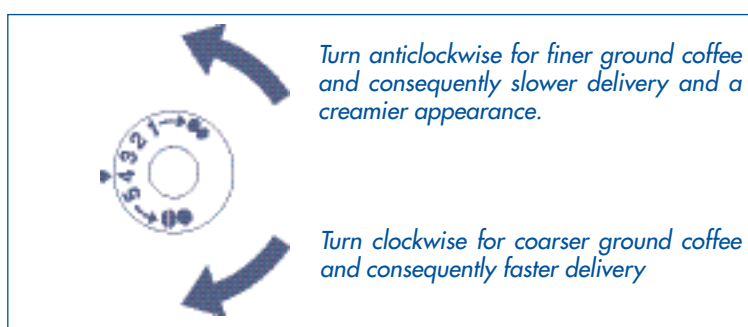 Turn anticlockwise for finer ground coffee
and consequently slower delivery and a
creamier appearance.
1
2
3
4
5
Turn clockwise for coarser ground coffee
and consequently faster delivery